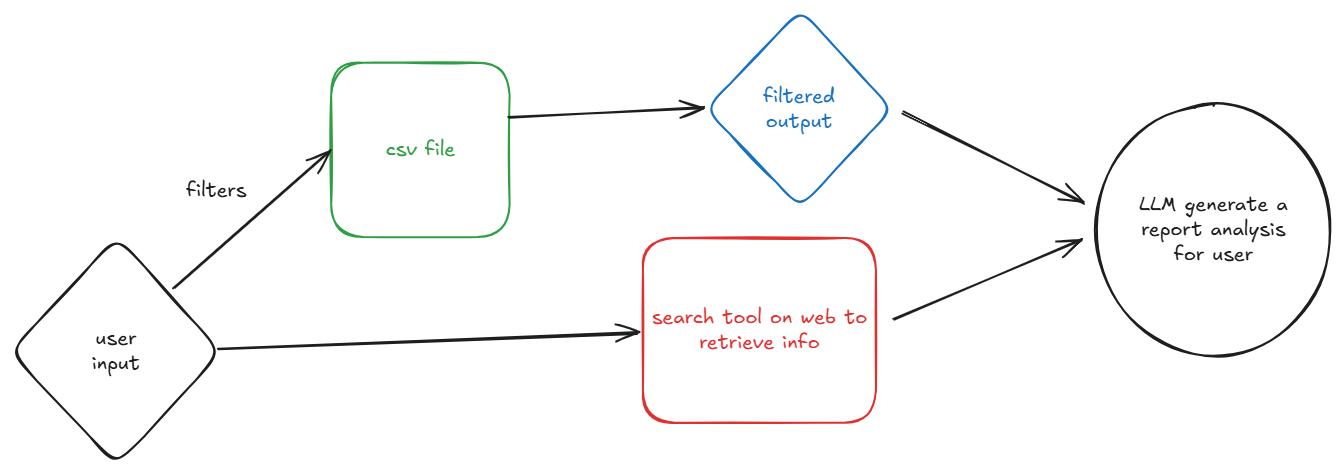 filtered
output
csv file
filters
LLM generate a
report analysis
for user
user
input
search tool on web to
retrieve info